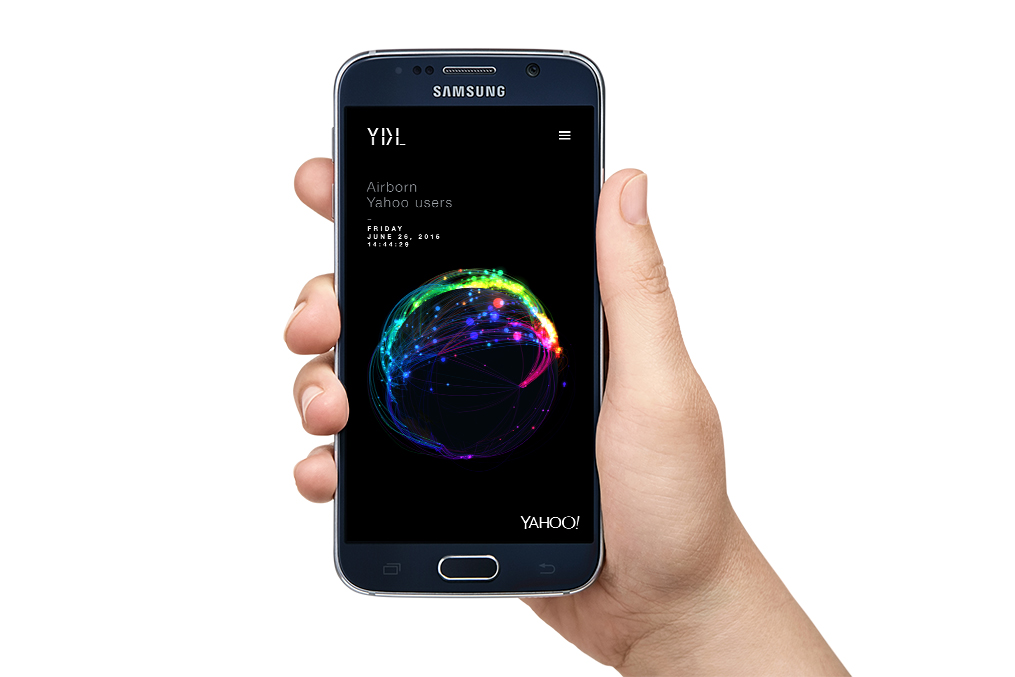 SAMSUNG
YDL
Airborn
Yahoo users
–
FRIDAY
JUNE 26, 2015
14:44:29
YAHOO!